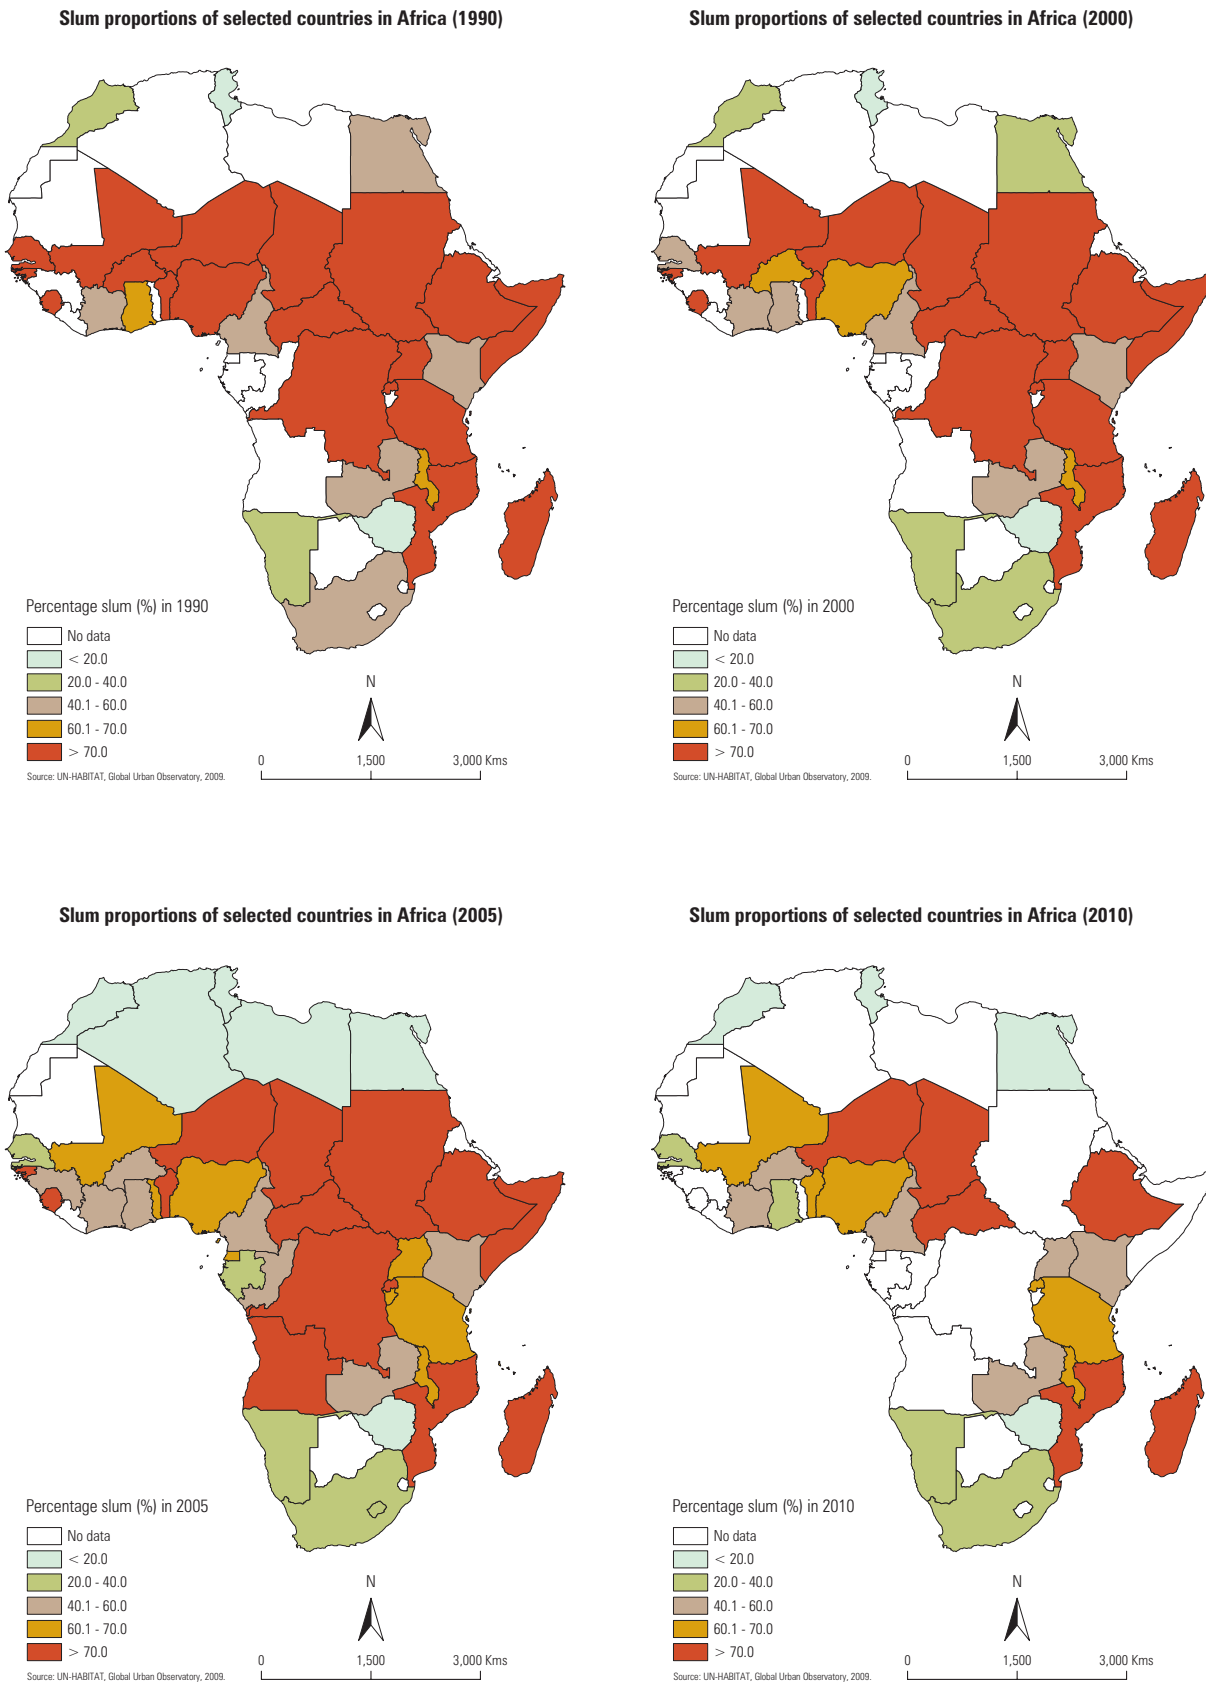 Slum proportions of selected countries in Africa (1990)
Percentage slum (%) in 1990
No data
< 20.0
20.0 - 40.0
40.1 - 60.0
60.1 - 70.0
> 70.0
Source: UN-HABITAT, Global Urban Observatory, 2009.
N
0 1,500 3,000 Kms
Slum proportions of selected countries in Africa (2000)
Percentage slum (%) in 2000
No data
< 20.0
20.0 - 40.0
40.1 - 60.0
60.1 - 70.0
> 70.0
Source: UN-HABITAT, Global Urban Observatory, 2009.
N
0 1,500 3,000 Kms
Slum proportions of selected countries in Africa (2005)
Percentage slum (%) in 2005
No data
< 20.0
20.0 - 40.0
40.1 - 60.0
60.1 - 70.0
> 70.0
Source: UN-HABITAT, Global Urban Observatory, 2009.
N
0 1,500 3,000 Kms
Slum proportions of selected countries in Africa (2010)
Percentage slum (%) in 2010
No data
< 20.0
20.0 - 40.0
40.1 - 60.0
60.1 - 70.0
> 70.0
Source: UN-HABITAT, Global Urban Observatory, 2009.
N
0 1,500 3,000 Kms